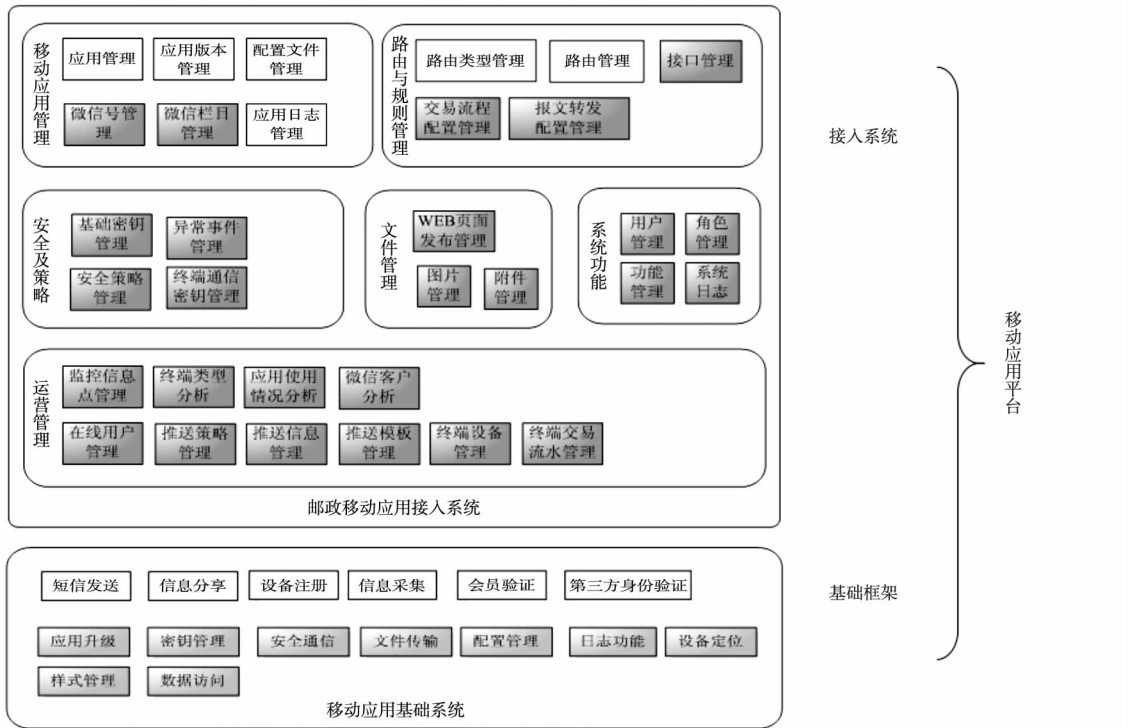 移动应用管理
应用管理
应用版本
管理
配置文件
管理
微信号管
理
微信栏目
管理
应用日志
管理
路由与规则管理
路由类型管理
路由管理
接口管理
交易流程
配置管理
报文转发
配置管理
接入系统
安全及策略
基础密钥
管理
异常事件
管理
安全策略
管理
终端通信
密钥管理
文件管理
WEB页面
发布管理
图片
管理
附件
管理
系统功能
用户
管理
角色
管理
功能
管理
系统
日志
移动应用平台
运营管理
监控信息
点管理
终端类型
分析
应用使用
情况分析
微信客户
分析
在线用户
管理
推送策略
管理
推送信息
管理
推送模板
管理
终端设备
管理
终端交易
流水管理
邮政移动应用接入系统
短信发送
信息分享
设备注册
信息采集
会员验证
第三方身份验证
基础框架
应用升级
密钥管理
安全通信
文件传输
配置管理
日志功能
设备定位
样式管理
数据访问
移动应用基础系统